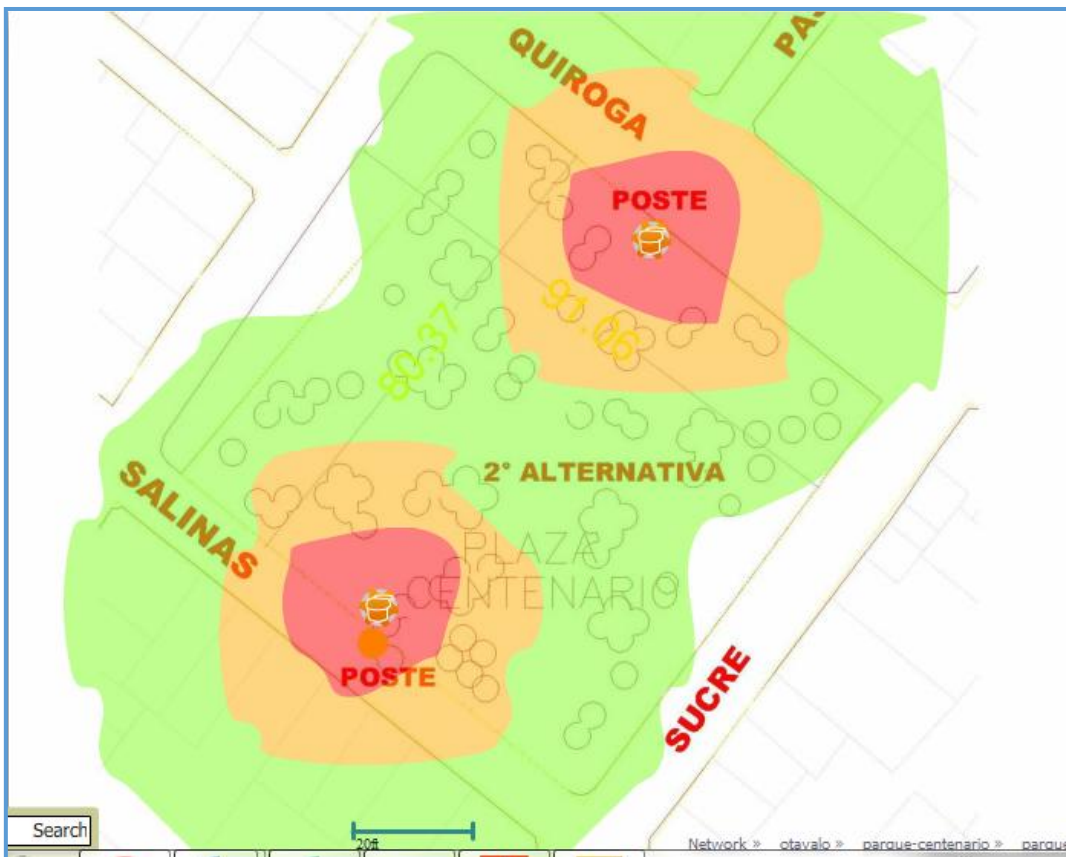 QUIROGA
PAS
POSTE
91.06
80.37
2° ALTERNATIVA
SALINAS
PLAZA
CENTENARIO
POSTE
SUCRE
Search
20ft
Network » otavalo » parque-centenario » parque